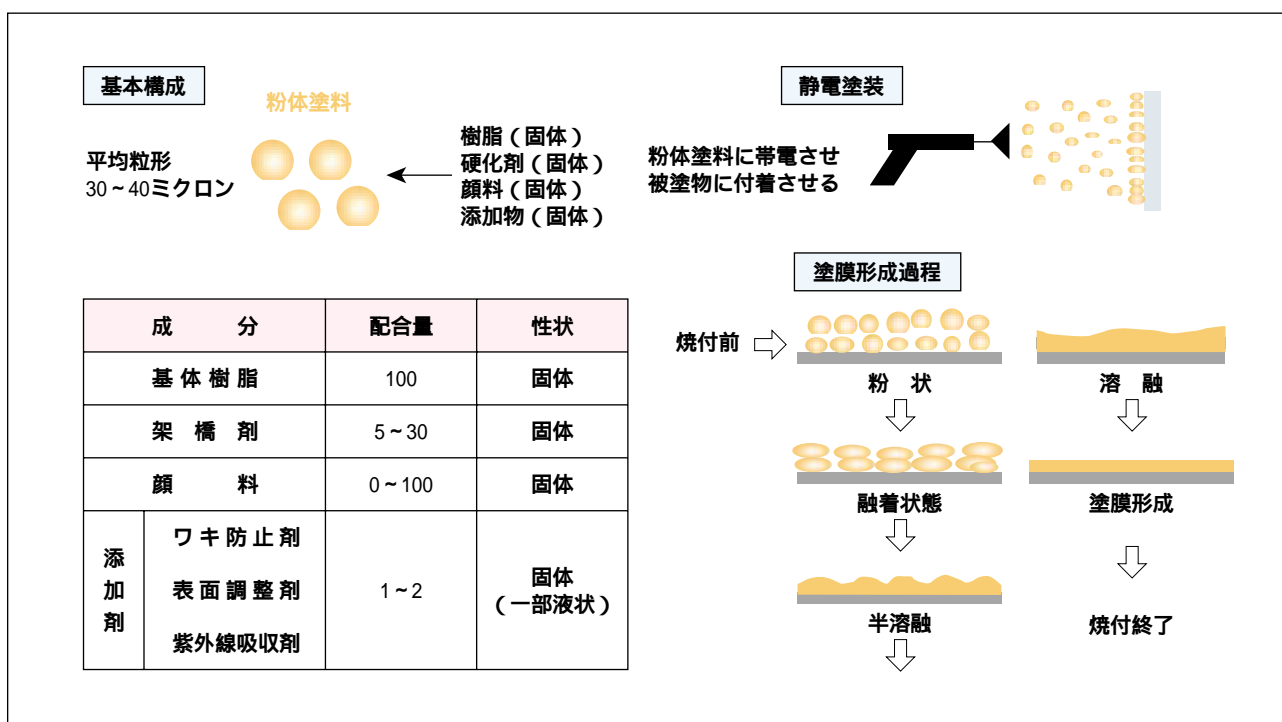 基本構成
粉体塗料
平均粒形
30～40ミクロン
樹脂（固体）
硬化剤（固体）
顔料（固体）
添加物（固体）
静電塗装
粉体塗料に帯電させ
被塗物に付着させる
成分 配合量 性状
基体樹脂 100 固体
架橋剤 5～30 固体
顔料 0～100 固体
添加剤
ワキ防止剤
表面調整剤
紫外線吸収剤
1～2
固体
（一部液状）
塗膜形成過程
焼付前
粉状
融着状態
半溶融
溶融
塗膜形成
焼付終了